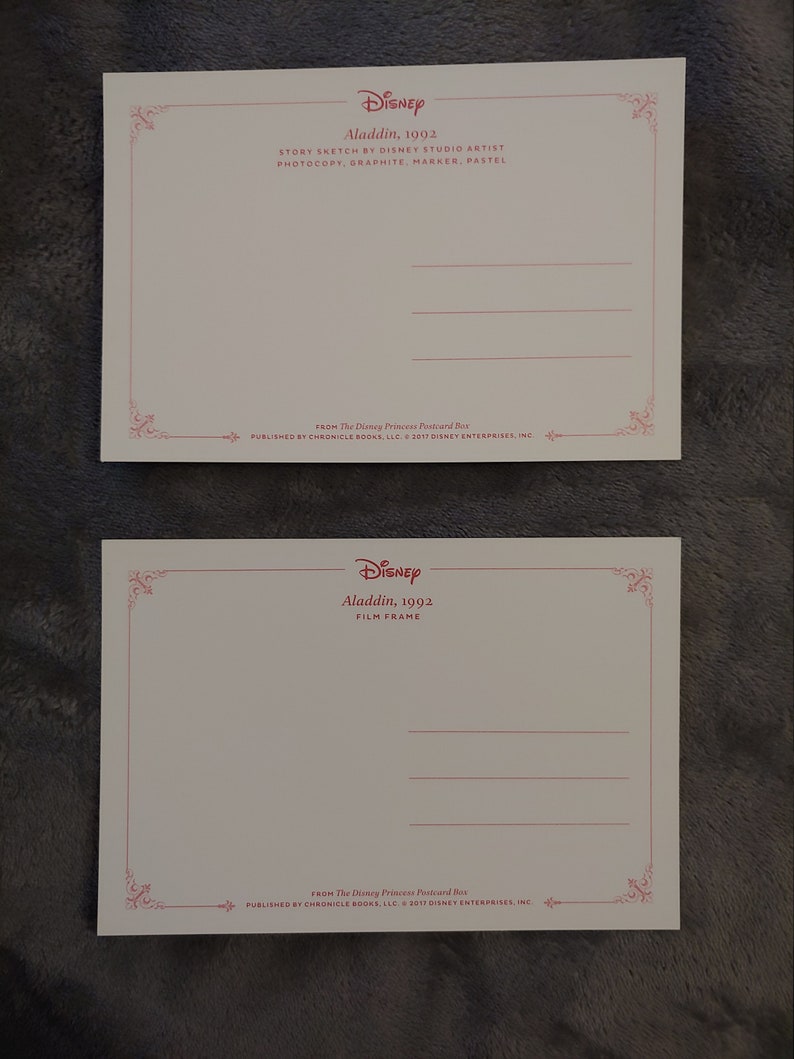 Disney
Aladdin, 1992
STORY SKETCH BY DISNEY STUDIO ARTIST
PHOTOCOPY, GRAPHITE, MARKER, PASTEL
FROM The Disney Princess Postcard Box
PUBLISHED BY CHRONICLE BOOKS, LLC. © 2017 DISNEY ENTERPRISES, INC.
Disney
Aladdin, 1992
FILM FRAME
FROM The Disney Princess Postcard Box
PUBLISHED BY CHRONICLE BOOKS, LLC. © 2017 DISNEY ENTERPRISES, INC.